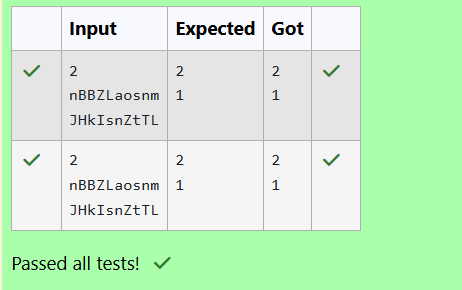 Input Expected Got
2 2 2
nBBZLaosnm 1 1
JHkIsnZtTL
2 2 2
nBBZLaosnm 1 1
JHkIsnZtTL
Passed all tests!